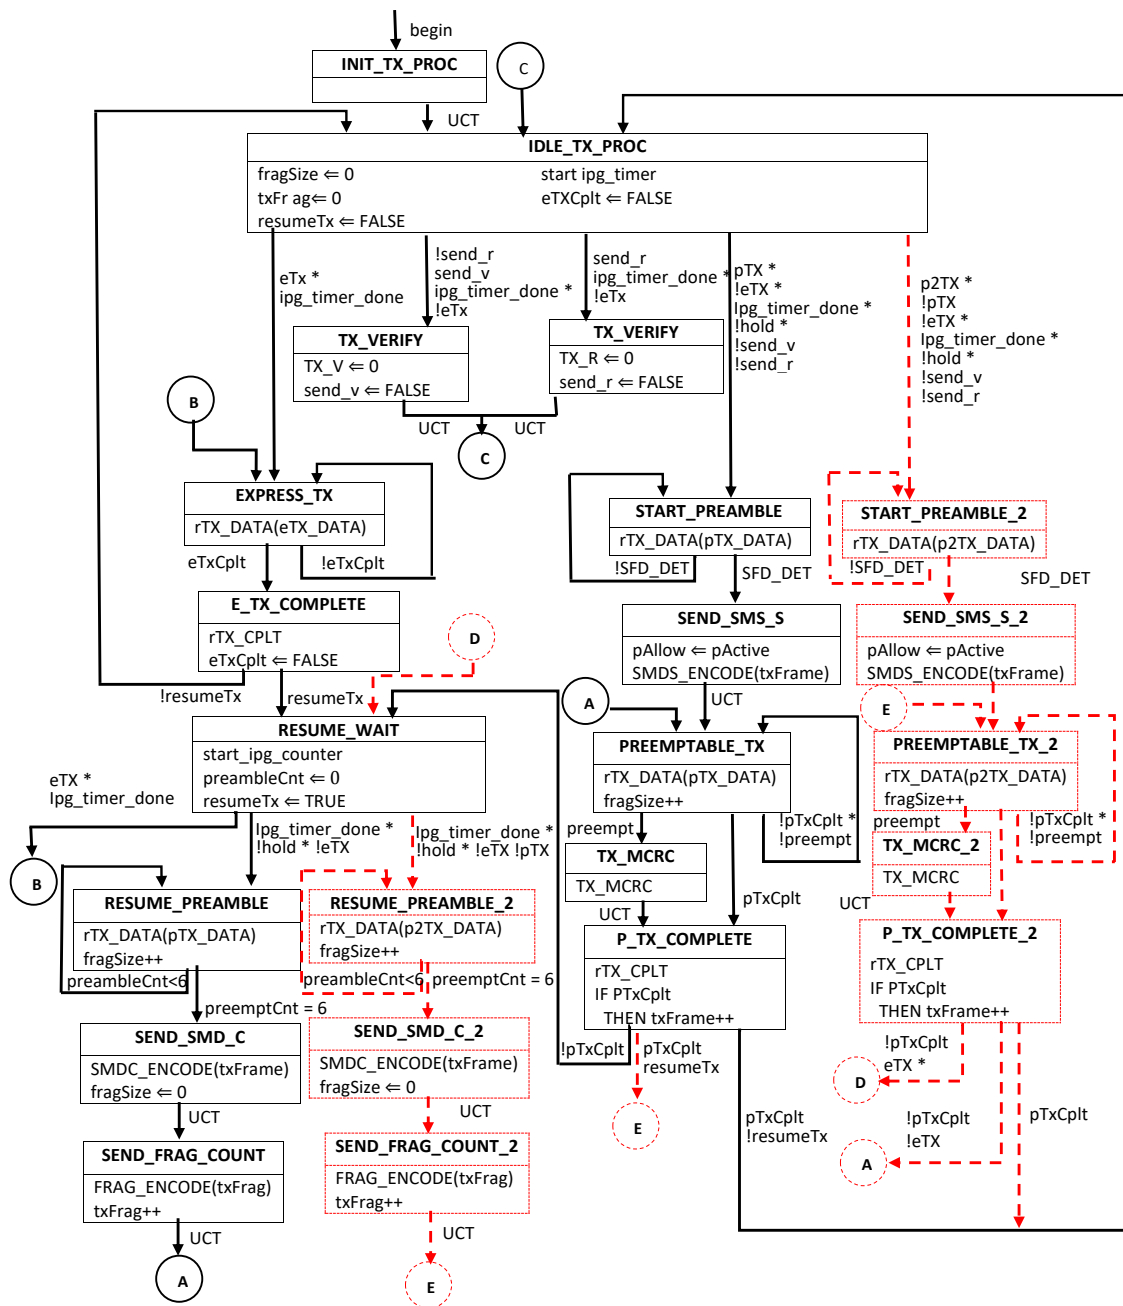 begin
INIT_TX_PROC
C
UCT
IDLE_TX_PROC
fragSize ⇐ 0
start ipg_timer
txFr ag⇐ 0
eTXCplt ⇐ FALSE
resumeTx ⇐ FALSE
eTx *
ipg_timer_done
!send_r
send_v
ipg_timer_done *
!eTx
send_r
ipg_timer_done *
!eTx
pTX *
!eTX *
Ipg_timer_done *
!hold *
!send_v
!send_r
p2TX *
!pTX
!eTX *
Ipg_timer_done *
!hold *
!send_v
!send_r
TX_VERIFY
TX_V ⇐ 0
send_v ⇐ FALSE
TX_VERIFY
TX_R ⇐ 0
send_r ⇐ FALSE
UCT
UCT
C
B
EXPRESS_TX
rTX_DATA(eTX_DATA)
eTxCplt
!eTxCplt
E_TX_COMPLETE
rTX_CPLT
eTxCplt ⇐ FALSE
!resumeTx
resumeTx
D
START_PREAMBLE
rTX_DATA(pTX_DATA)
!SFD_DET
SFD_DET
START_PREAMBLE_2
rTX_DATA(p2TX_DATA)
!SFD_DET
SFD_DET
SEND_SMS_S
pAllow ⇐ pActive
SMDS_ENCODE(txFrame)
UCT
SEND_SMS_S_2
pAllow ⇐ pActive
SMDS_ENCODE(txFrame)
A
E
RESUME_WAIT
start_ipg_counter
preambleCnt ⇐ 0
resumeTx ⇐ TRUE
eTX *
Ipg_timer_done
B
Ipg_timer_done *
!hold * !eTX
Ipg_timer_done *
!hold * !eTX !pTX
PREEMPTABLE_TX
rTX_DATA(pTX_DATA)
fragSize++
preempt
!pTxCplt *
!preempt
PREEMPTABLE_TX_2
rTX_DATA(p2TX_DATA)
fragSize++
preempt
!pTxCplt *
!preempt
TX_MCRC
TX_MCRC
UCT
pTxCplt
TX_MCRC_2
TX_MCRC
UCT
RESUME_PREAMBLE
rTX_DATA(pTX_DATA)
fragSize++
preambleCnt<6
preemptCnt = 6
RESUME_PREAMBLE_2
rTX_DATA(p2TX_DATA)
fragSize++
preambleCnt<6
preemptCnt = 6
P_TX_COMPLETE
rTX_CPLT
IF PTxCplt
THEN txFrame++
!pTxCplt
pTxCplt
resumeTx
E
pTxCplt
!resumeTx
P_TX_COMPLETE_2
rTX_CPLT
IF PTxCplt
THEN txFrame++
!pTxCplt
eTX *
D
!pTxCplt
!eTX
A
pTxCplt
SEND_SMD_C
SMDC_ENCODE(txFrame)
fragSize ⇐ 0
UCT
SEND_SMD_C_2
SMDC_ENCODE(txFrame)
fragSize ⇐ 0
UCT
SEND_FRAG_COUNT
FRAG_ENCODE(txFrag)
txFrag++
UCT
A
SEND_FRAG_COUNT_2
FRAG_ENCODE(txFrag)
txFrag++
UCT
E